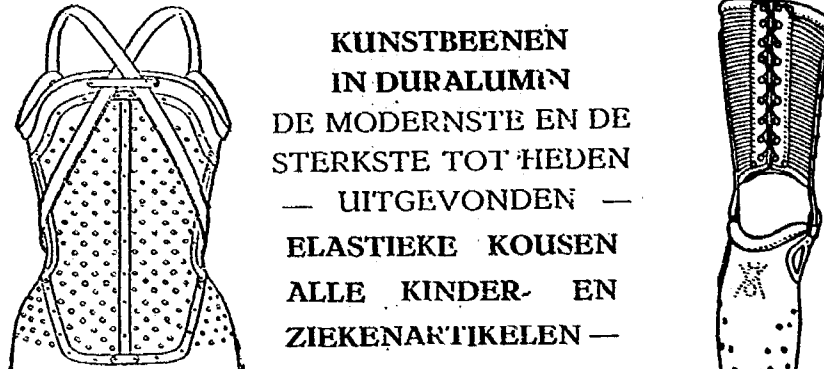 KUNSTBEENEN
IN DURALUMIN
DE MODERNSTE EN DE
STERKSTE TOT HEDEN
— UITGEVONDEN —
ELASTIEKE KOUSEN
ALLE KINDER- EN
ZIEKENARTIKELEN —